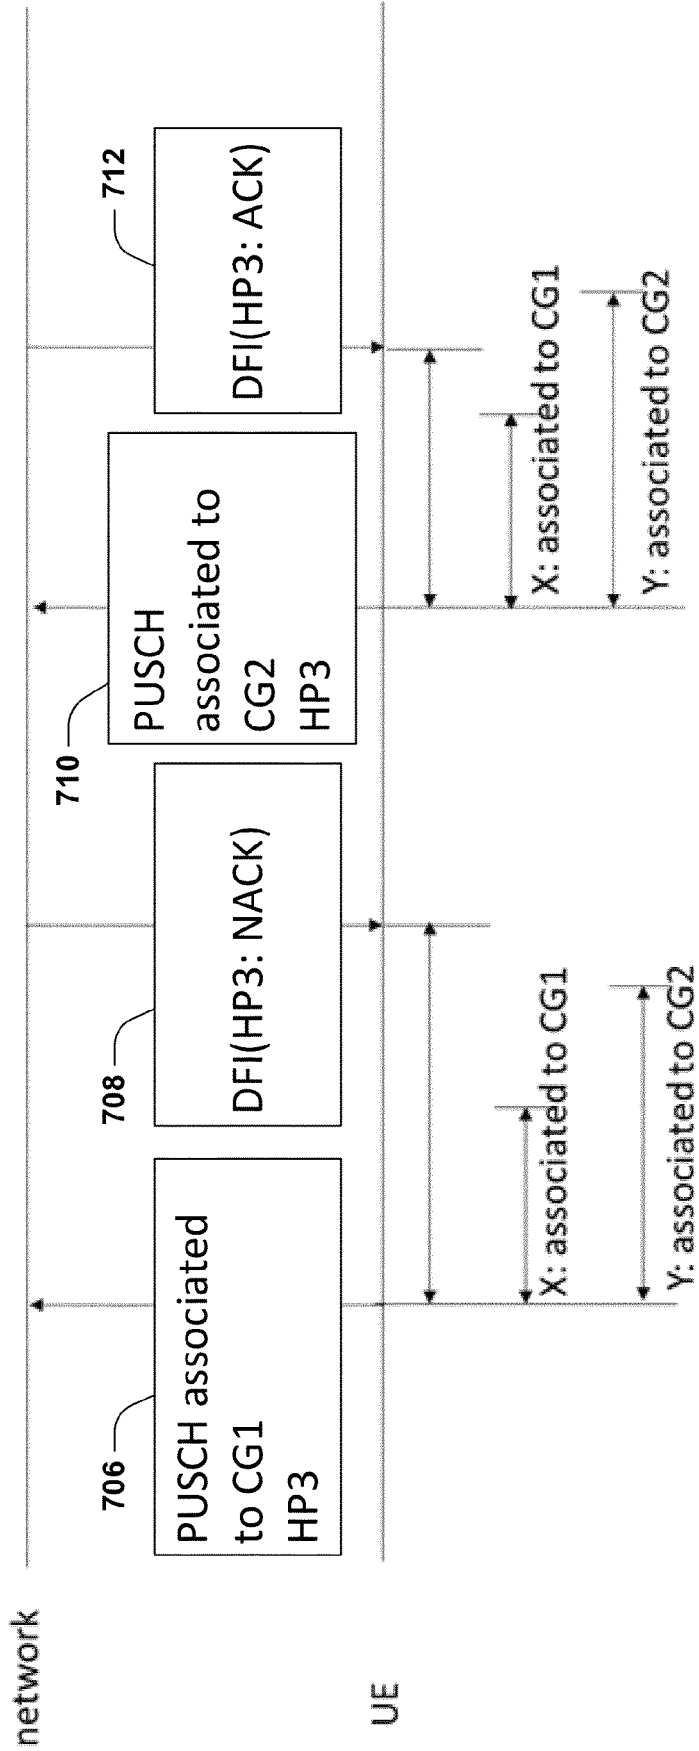 network
UE
706
PUSCH associated
to CG1
HP3
708
DFI(HP3: NACK)
710
PUSCH
associated to
CG2
HP3
712
DFI(HP3: ACK)
X: associated to CG1
Y: associated to CG2
X: associated to CG1
Y: associated to CG2